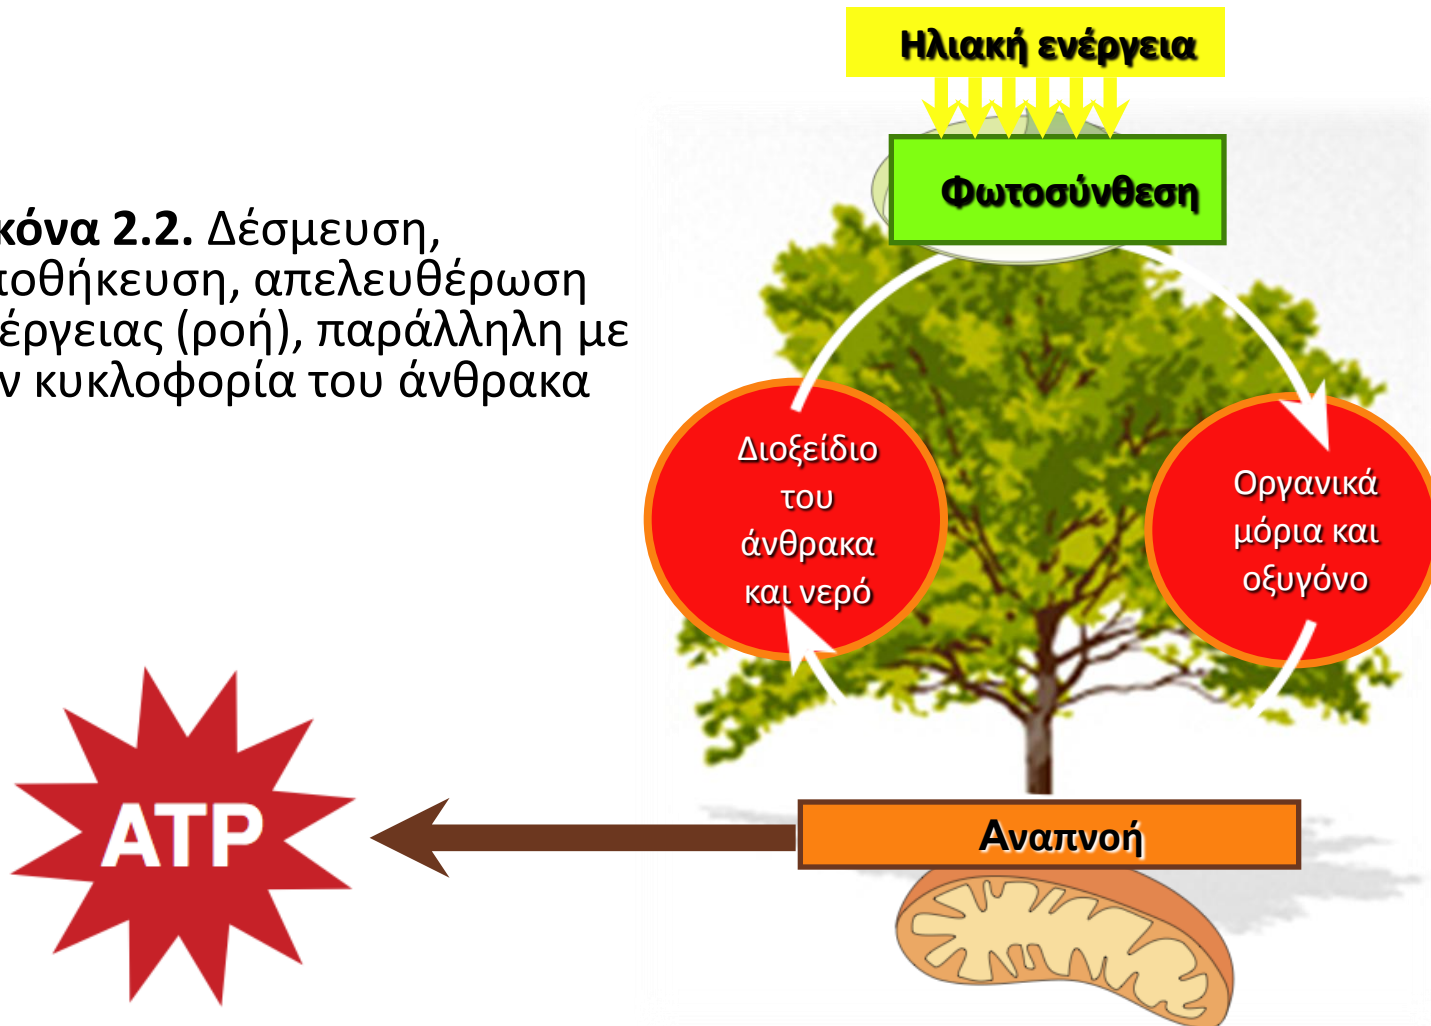 Ηλιακή ενέργεια
Φωτοσύνθεση
κόνα 2.2. Δέσμευση,
ποθήκευση, απελευθέρωση
έργειας (ροή), παράλληλη με
ν κυκλοφορία του άνθρακα
Διοξείδιο
του
άνθρακα
και νερό
Οργανικά
μόρια και
οξυγόνο
ATP
Αναπνοή